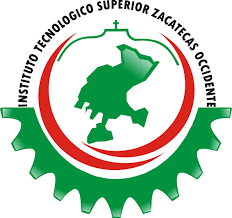 INSTITUTO TECNOLOGICO SUPERIOR ZACATECAS OCCIDENTE